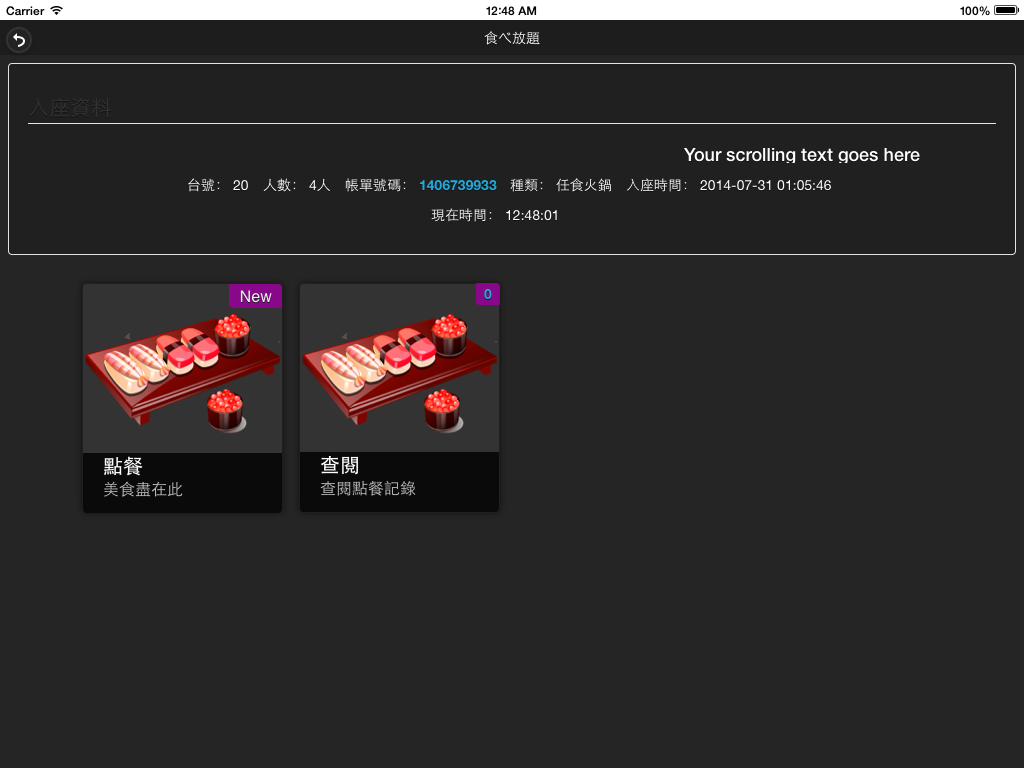 Carrier 12:48 AM 100%
食べ放題
入座資料
Your scrolling text goes here
台號： 20 人數： 4人 帳單號碼： 1406739933 種類： 任食火鍋 入座時間： 2014-07-31 01:05:46
現在時間： 12:48:01
New 0
點餐 查閱
美食盡在此 查閱點餐記錄